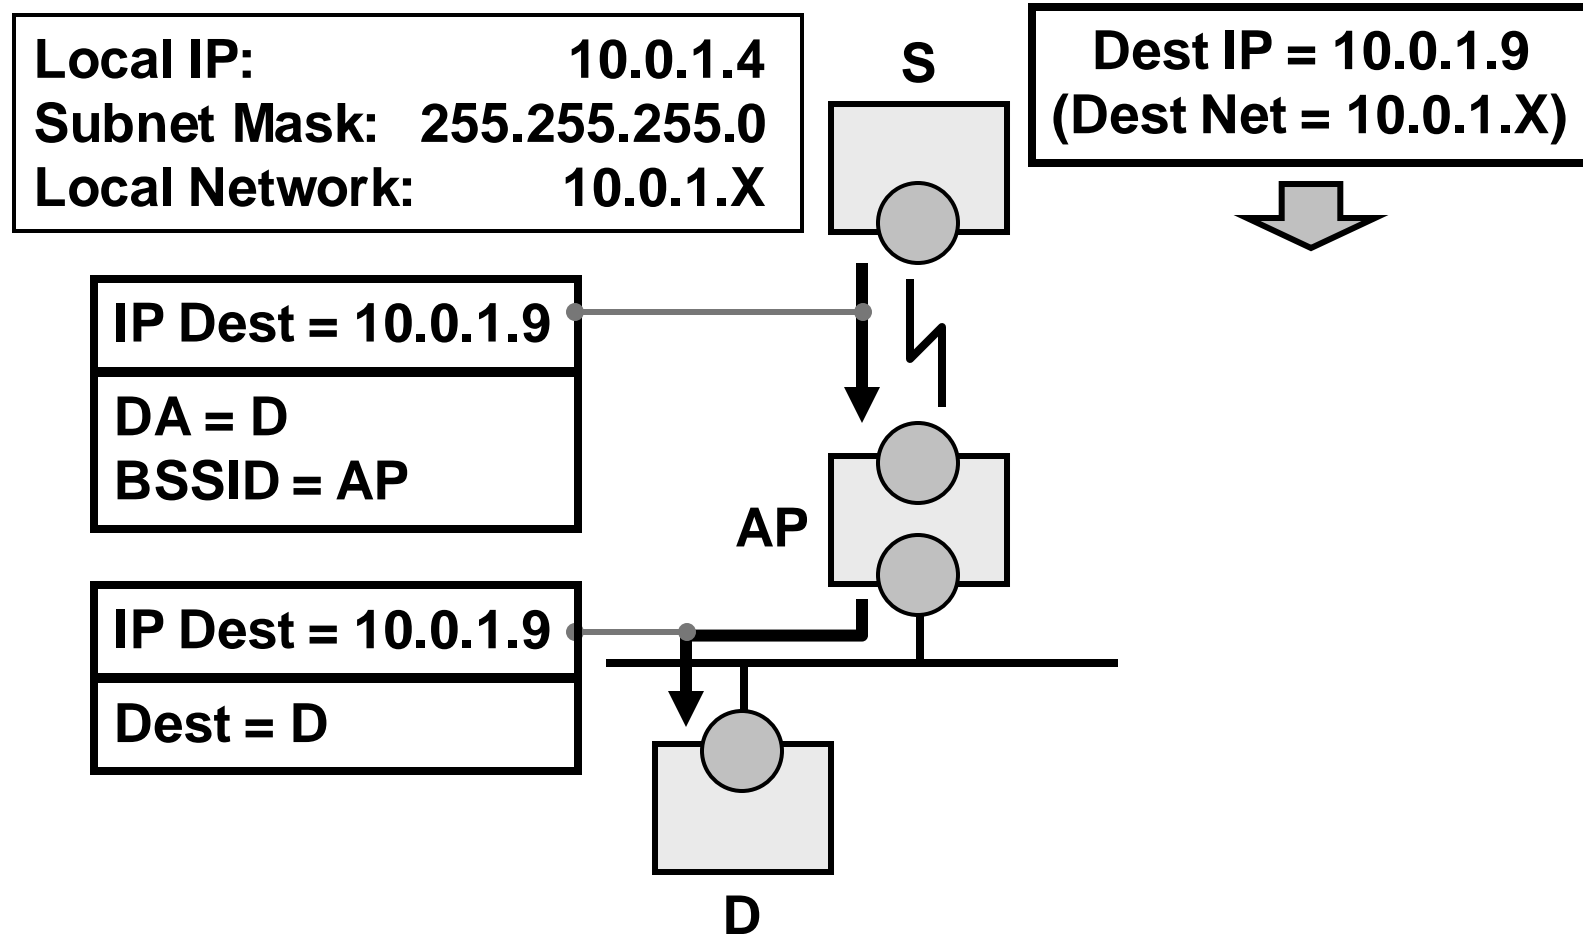 Local IP: 10.0.1.4
Subnet Mask: 255.255.255.0
Local Network: 10.0.1.X
S
Dest IP = 10.0.1.9
(Dest Net = 10.0.1.X)
IP Dest = 10.0.1.9
DA = D
BSSID = AP
AP
IP Dest = 10.0.1.9
Dest = D
D